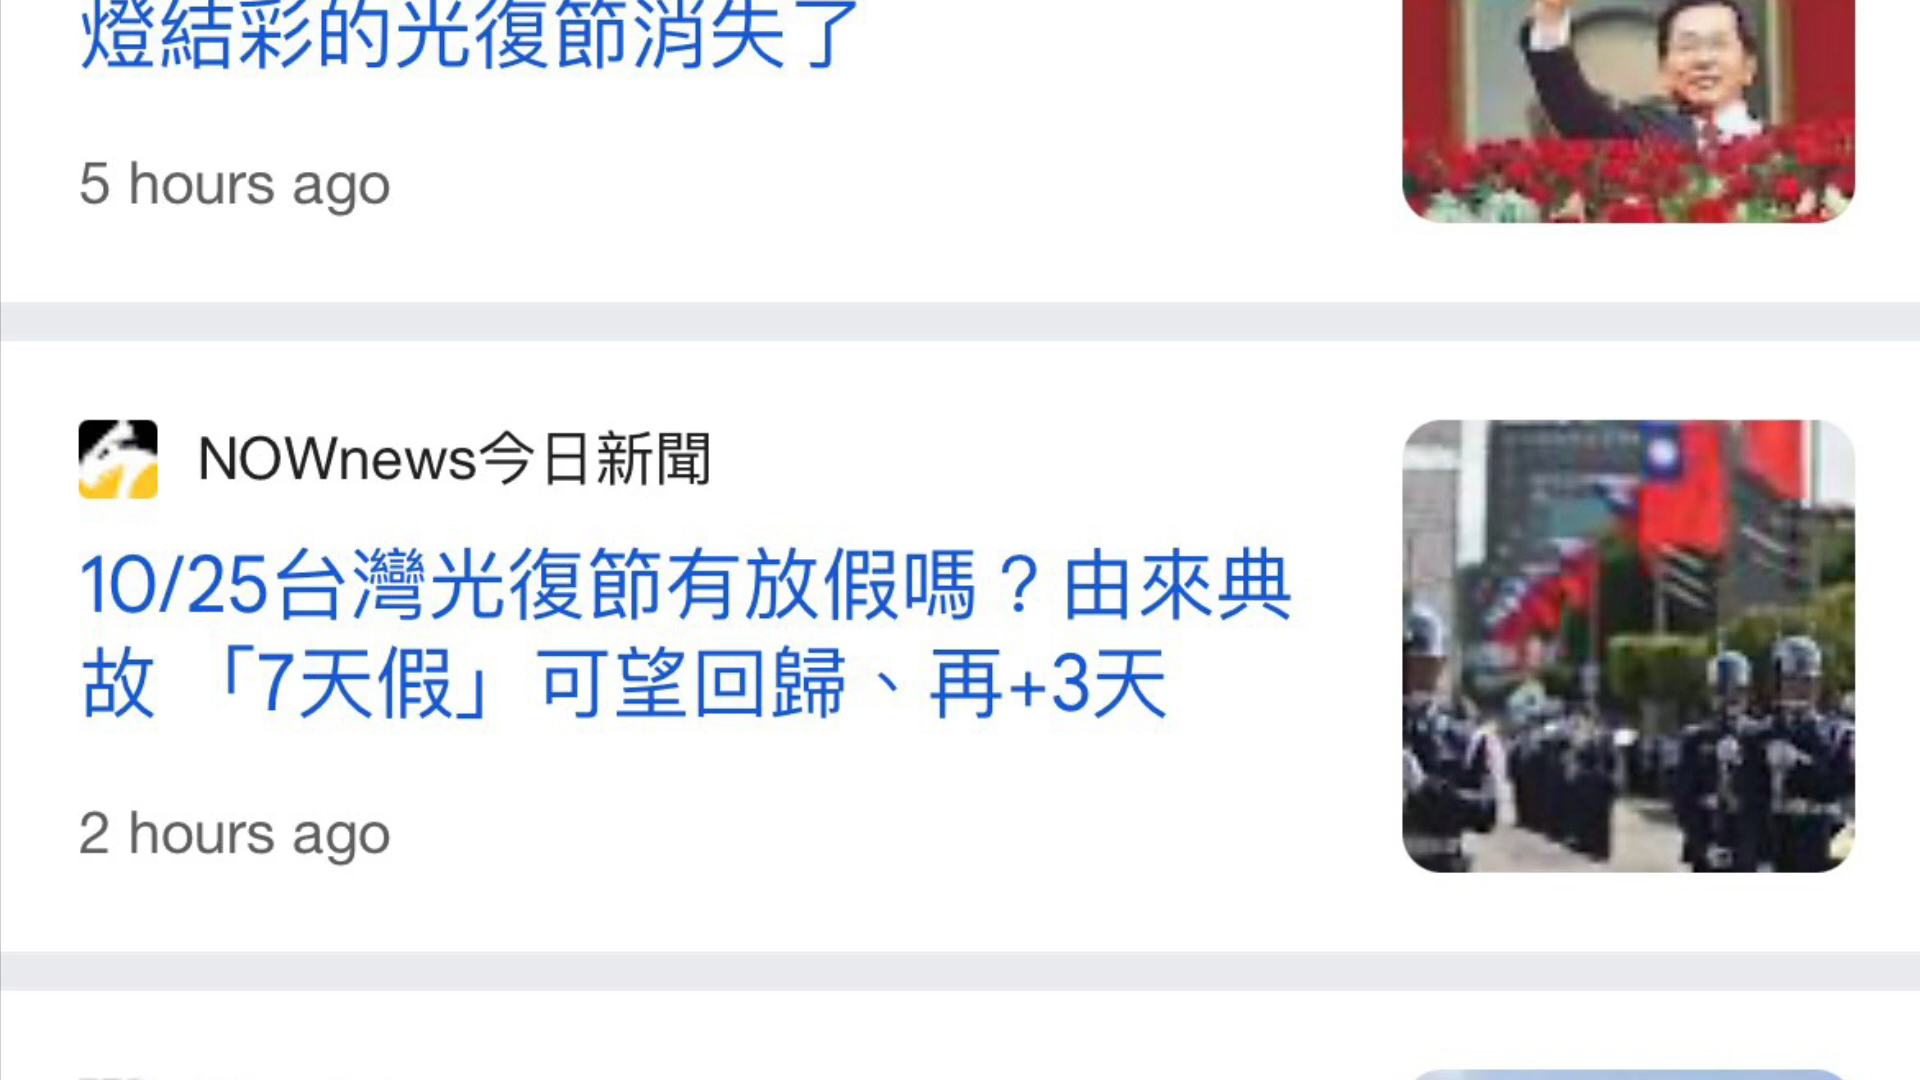 燈結彩的光復節消失了
5 hours ago
NOWnews今日新聞
10/25台灣光復節有放假嗎？由來典
故 「7天假」可望回歸、再+3天
2 hours ago